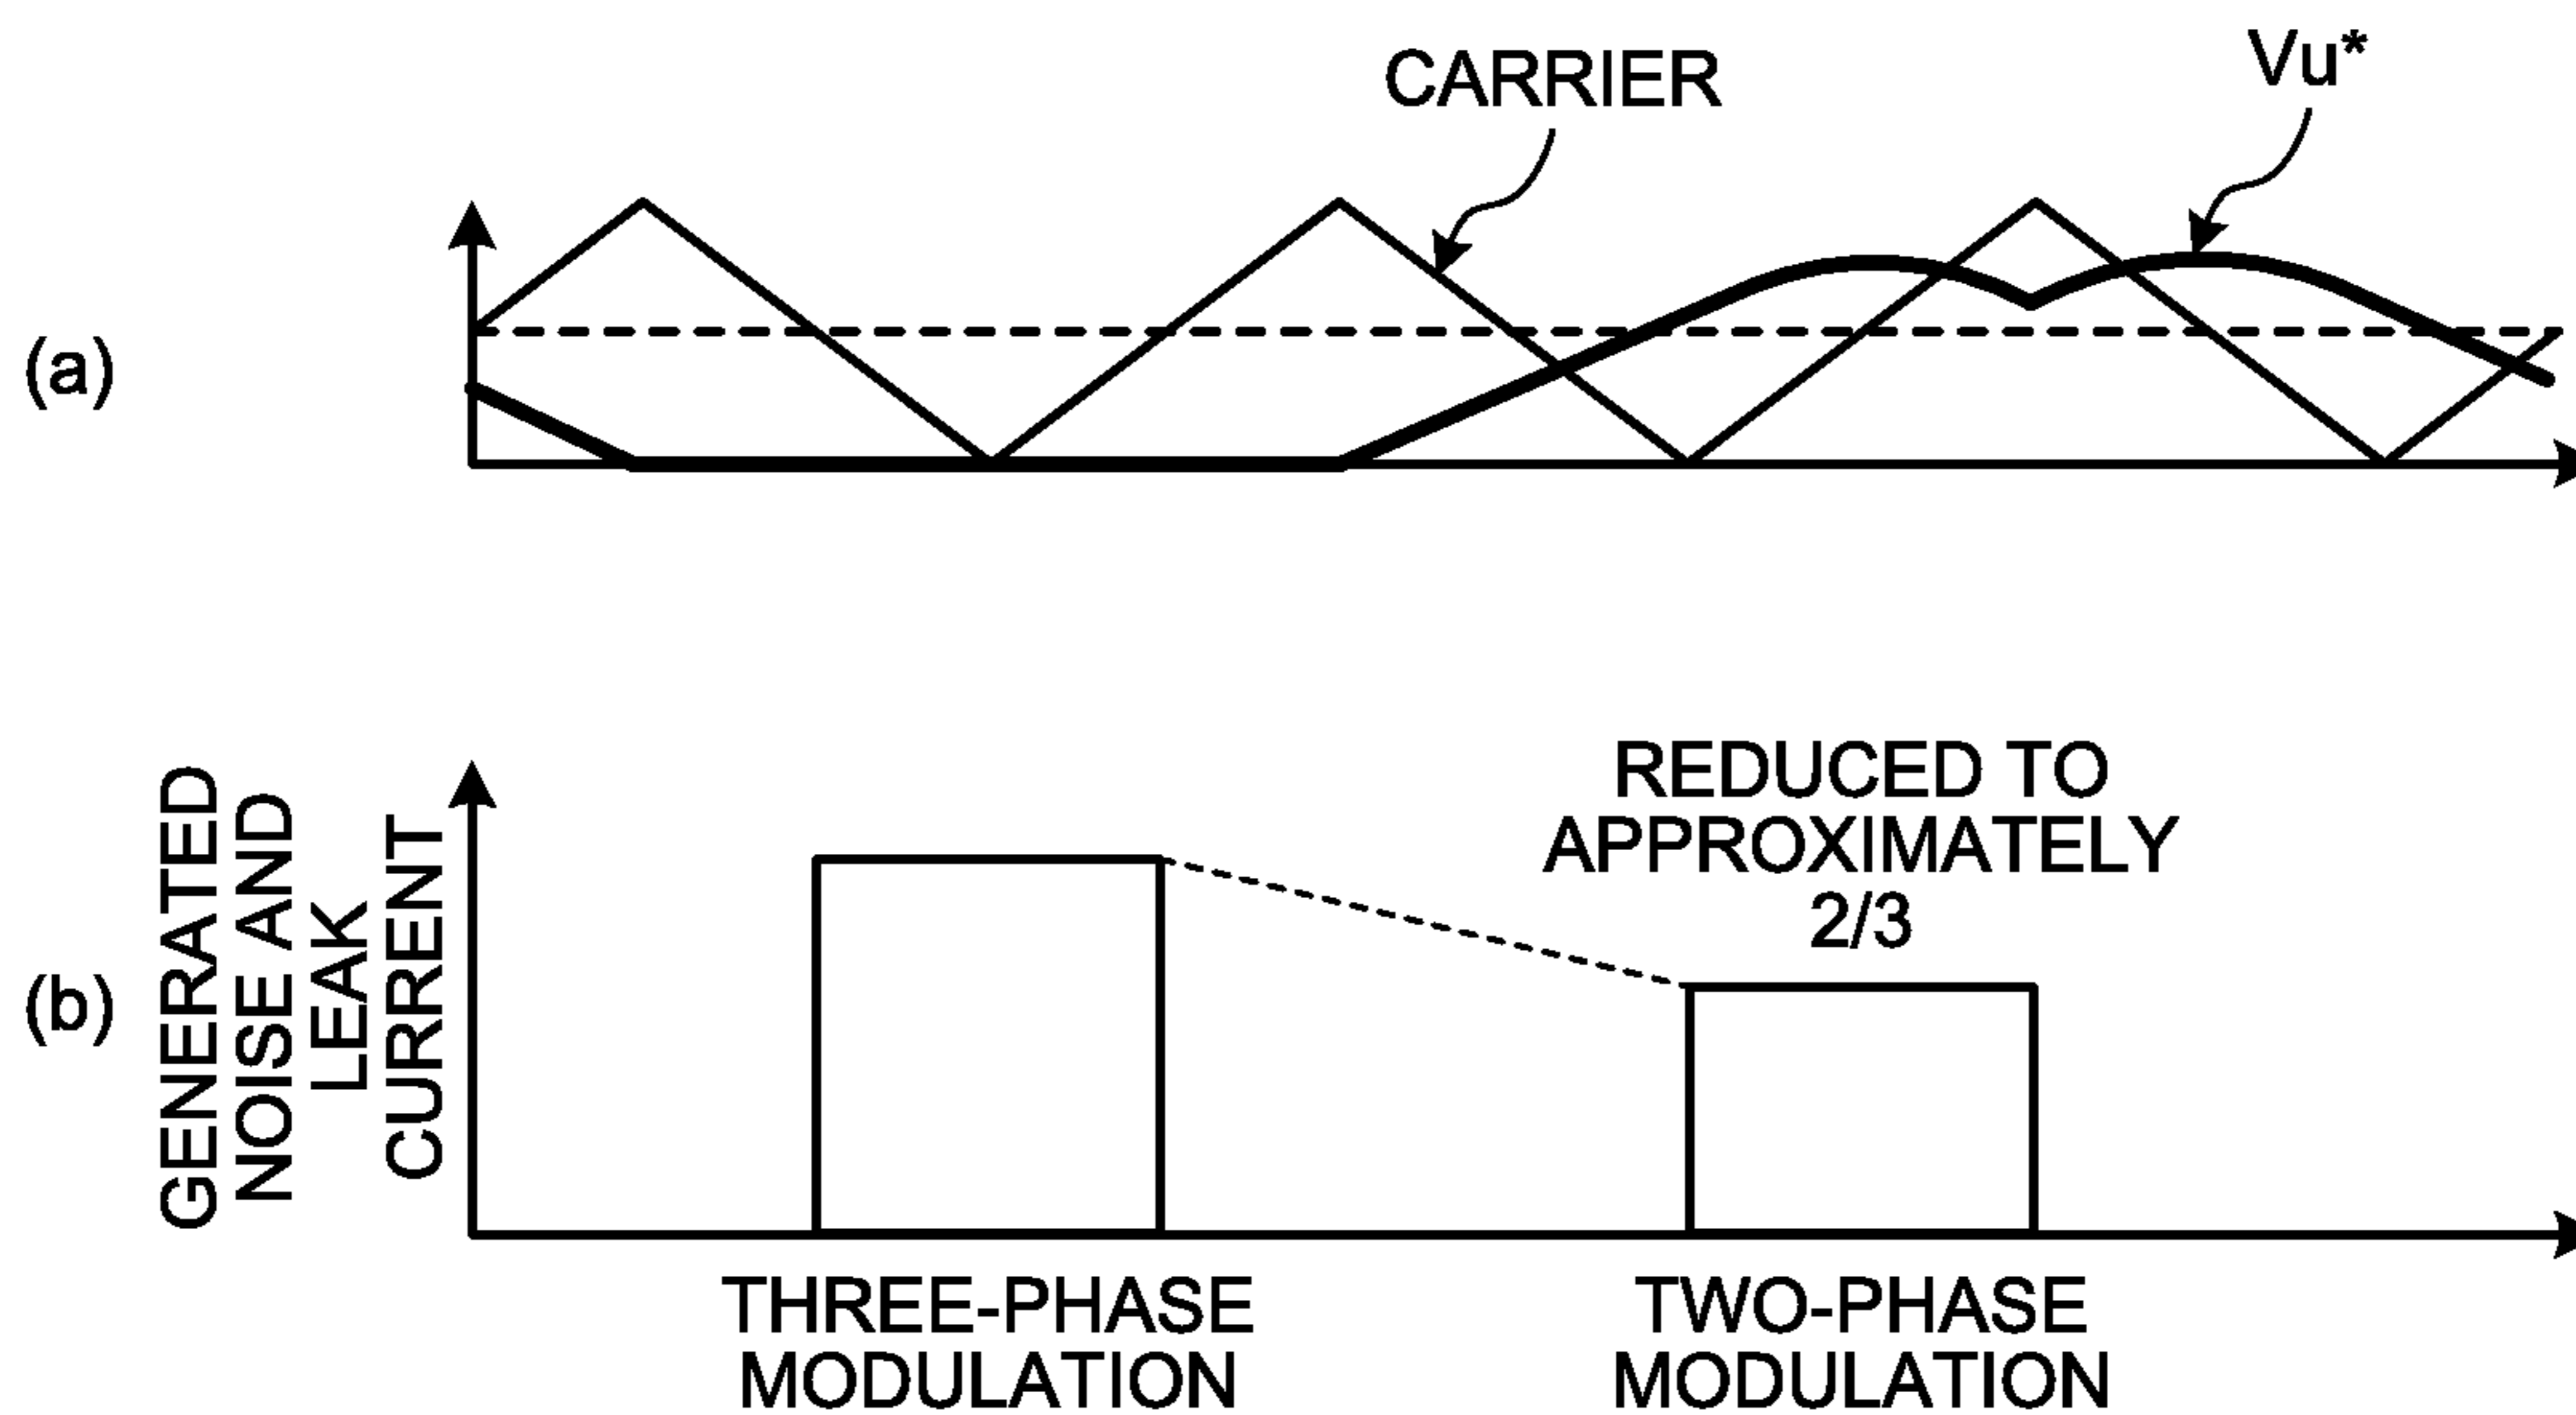 CARRIER
Vu*
(a)
REDUCED TO
APPROXIMATELY
2/3
(b)
GENERATED
NOISE AND
LEAK
CURRENT
THREE-PHASE
MODULATION
TWO-PHASE
MODULATION